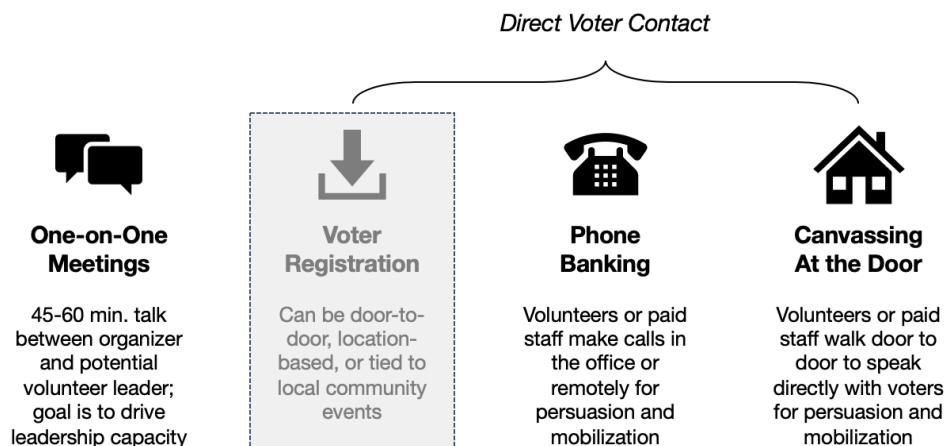 Direct Voter Contact
One-on-One
Meetings
45-60 min. talk
between organizer
and potential
volunteer leader;
goal is to drive
leadership capacity
Voter
Registration
Can be door-to-
door, location-
based, or tied to
local community
events
Phone
Banking
Volunteers or paid
staff make calls in
the office or
remotely for
persuasion and
mobilization
Canvassing
At the Door
Volunteers or paid
staff walk door to
door to speak
directly with voters
for persuasion and
mobilization